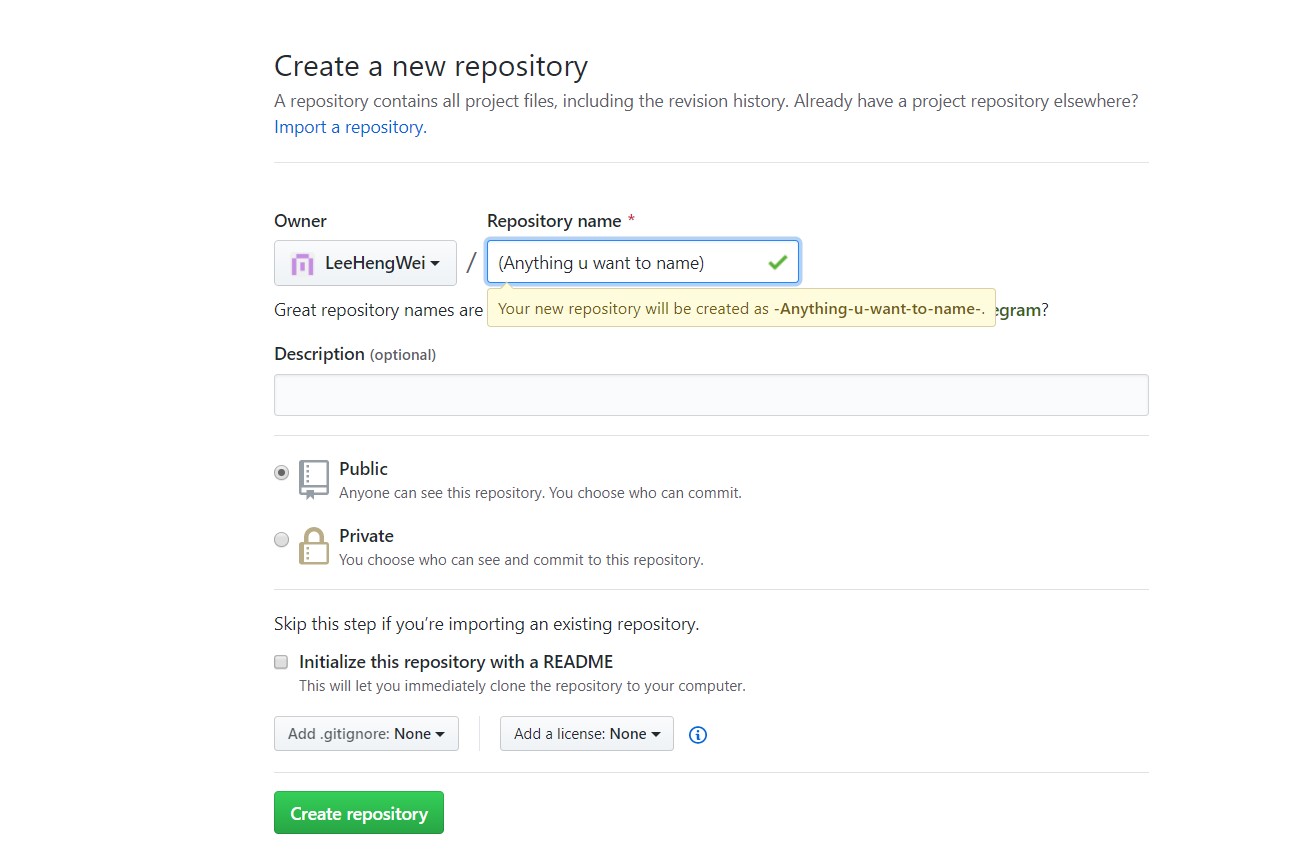 Create a new repository
A repository contains all project files, including the revision history. Already have a project repository elsewhere?
Import a repository.
Owner
Repository name *
LeeHengWei
/
(Anything u want to name)
Great repository names are
Your new repository will be created as -Anything-u-want-to-name-.
egram?
Description (optional)
Public
Anyone can see this repository. You choose who can commit.
Private
You choose who can see and commit to this repository.
Skip this step if you’re importing an existing repository.
Initialize this repository with a README
This will let you immediately clone the repository to your computer.
Add .gitignore: None
Add a license: None
Create repository